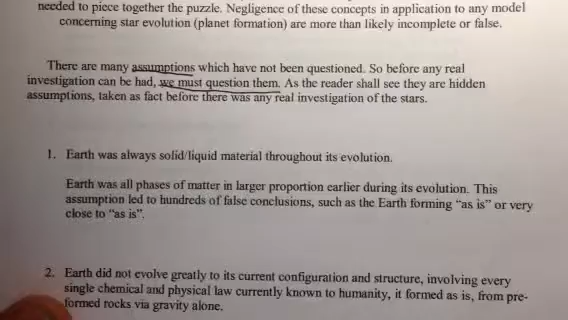 needed to piece together the puzzle. Negligence of these concepts in application to any model
concerning star evolution (planet formation) are more than likely incomplete or false.
There are many assumptions which have not been questioned. So before any real
investigation can be had, we must question them. As the reader shall see they are hidden
assumptions, taken as fact before there was any real investigation of the stars.
1. Earth was always solid/liquid material throughout its evolution.
Earth was all phases of matter in larger proportion earlier during its evolution. This
assumption led to hundreds of false conclusions, such as the Earth forming “as is” or very
close to “as is”.
2. Earth did not evolve greatly to its current configuration and structure, involving every
single chemical and physical law currently known to humanity, it formed as is, from pre-
formed rocks via gravity alone.